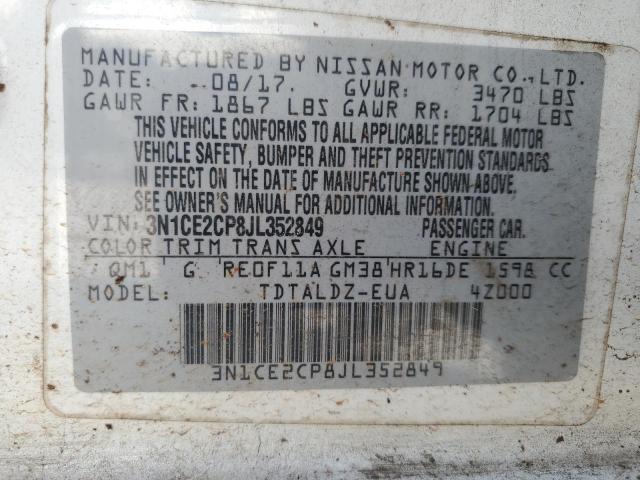 MANUFACTURED BY NISSAN MOTOR CO., LTD.
DATE: 08/17. GVWR: 3470 LBS
GAWR FR: 1867 LBS GAWR RR: 1704 LBS
THIS VEHICLE CONFORMS TO ALL APPLICABLE FEDERAL MOTOR
VEHICLE SAFETY, BUMPER AND THEFT PREVENTION STANDARDS
IN EFFECT ON THE DATE OF MANUFACTURE SHOWN ABOVE.
SEE OWNER'S MANUAL FOR ADDITIONAL INFORMATION.
VIN: 3N1CE2CP8JL352849 PASSENGER CAR.
COLOR TRIM TRANS AXLE ENGINE
QM1 G RE0F11A GM38 HR16DE 1598 CC
MODEL: TDTALDZ-EUA 4Z000
3N1CE2CP8JL352849